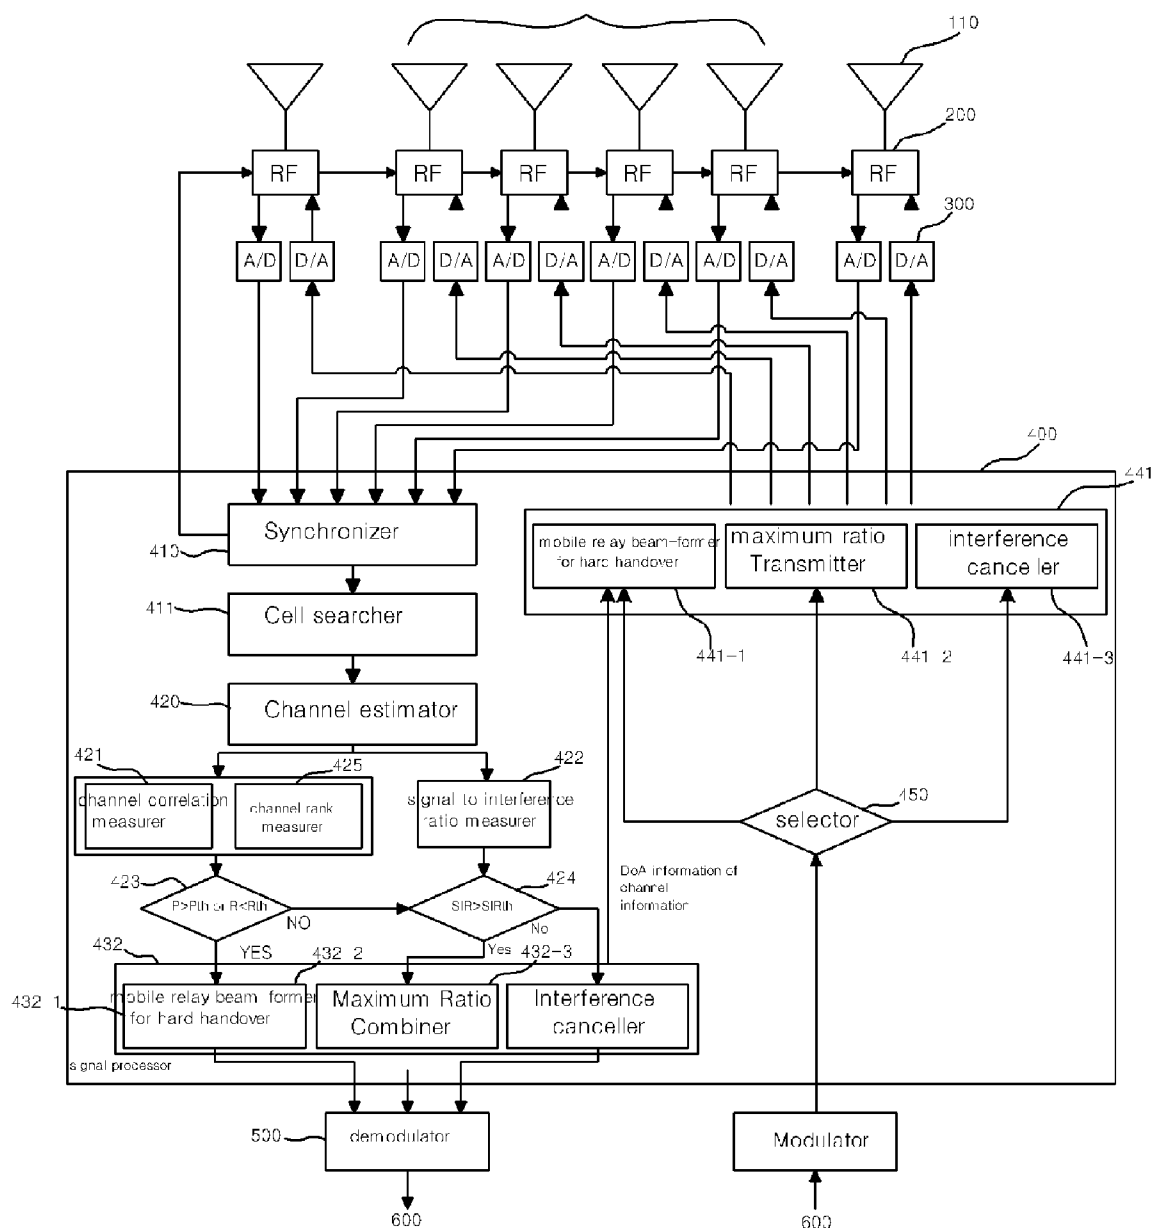 110
200
RF RF RF RF RF RF
300
A/D D/A A/D D/A A/D D/A A/D D/A A/D D/A A/D D/A
400
441
Synchronizer
410
mobile relay beam-former
for hard handover
maximum ratio
Transmitter
interference
canceller
411
Cell searcher
441-1
441-2
441-3
420
Channel estimator
421
425
422
channel correlation
measurer
channel rank
measurer
signal to interference
ratio measurer
450
selector
423
P>Pth or R<Rth
NO
424
SIR>SIRth
No
DoA information of
channel
information
YES
Yes
432
432-2
432-3
432-1
mobile relay beam-former
for hard handover
Maximum Ratio
Combiner
Interference
canceller
signal processor
500
demodulator
Modulator
600
600